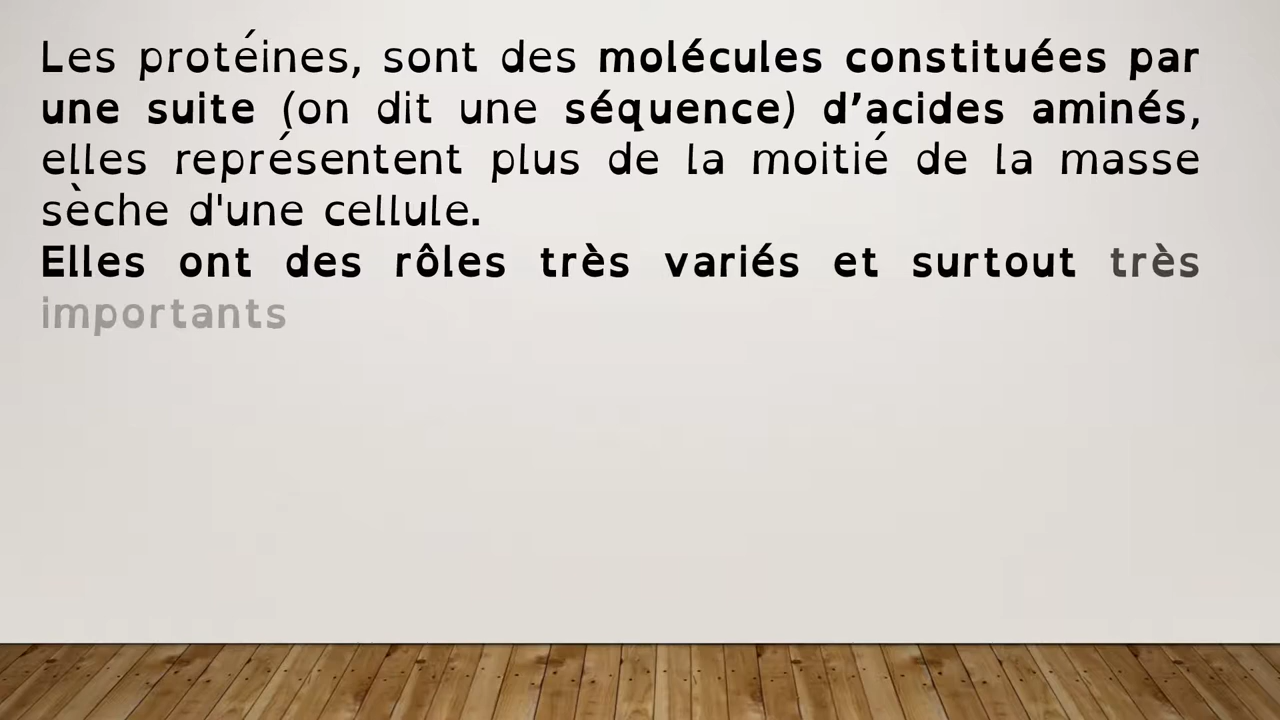 Les protéines, sont des molécules constituées par
une suite (on dit une séquence) d’acides aminés,
elles représentent plus de la moitié de la masse
sèche d'une cellule.
Elles ont des rôles très variés et surtout très
importants